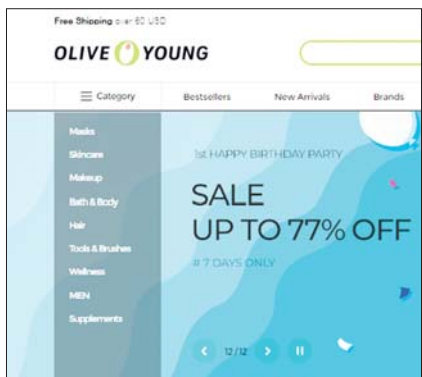 Free Shipping over 60 USD
OLIVE YOUNG
Category Bestsellers New Arrivals Brands
Masks
Skincare
Makeup
Bath & Body
Hair
Tools & Brushes
Wellness
MEN
Supplements
1st HAPPY BIRTHDAY PARTY
SALE
UP TO 77% OFF
# 7 DAYS ONLY
12/12